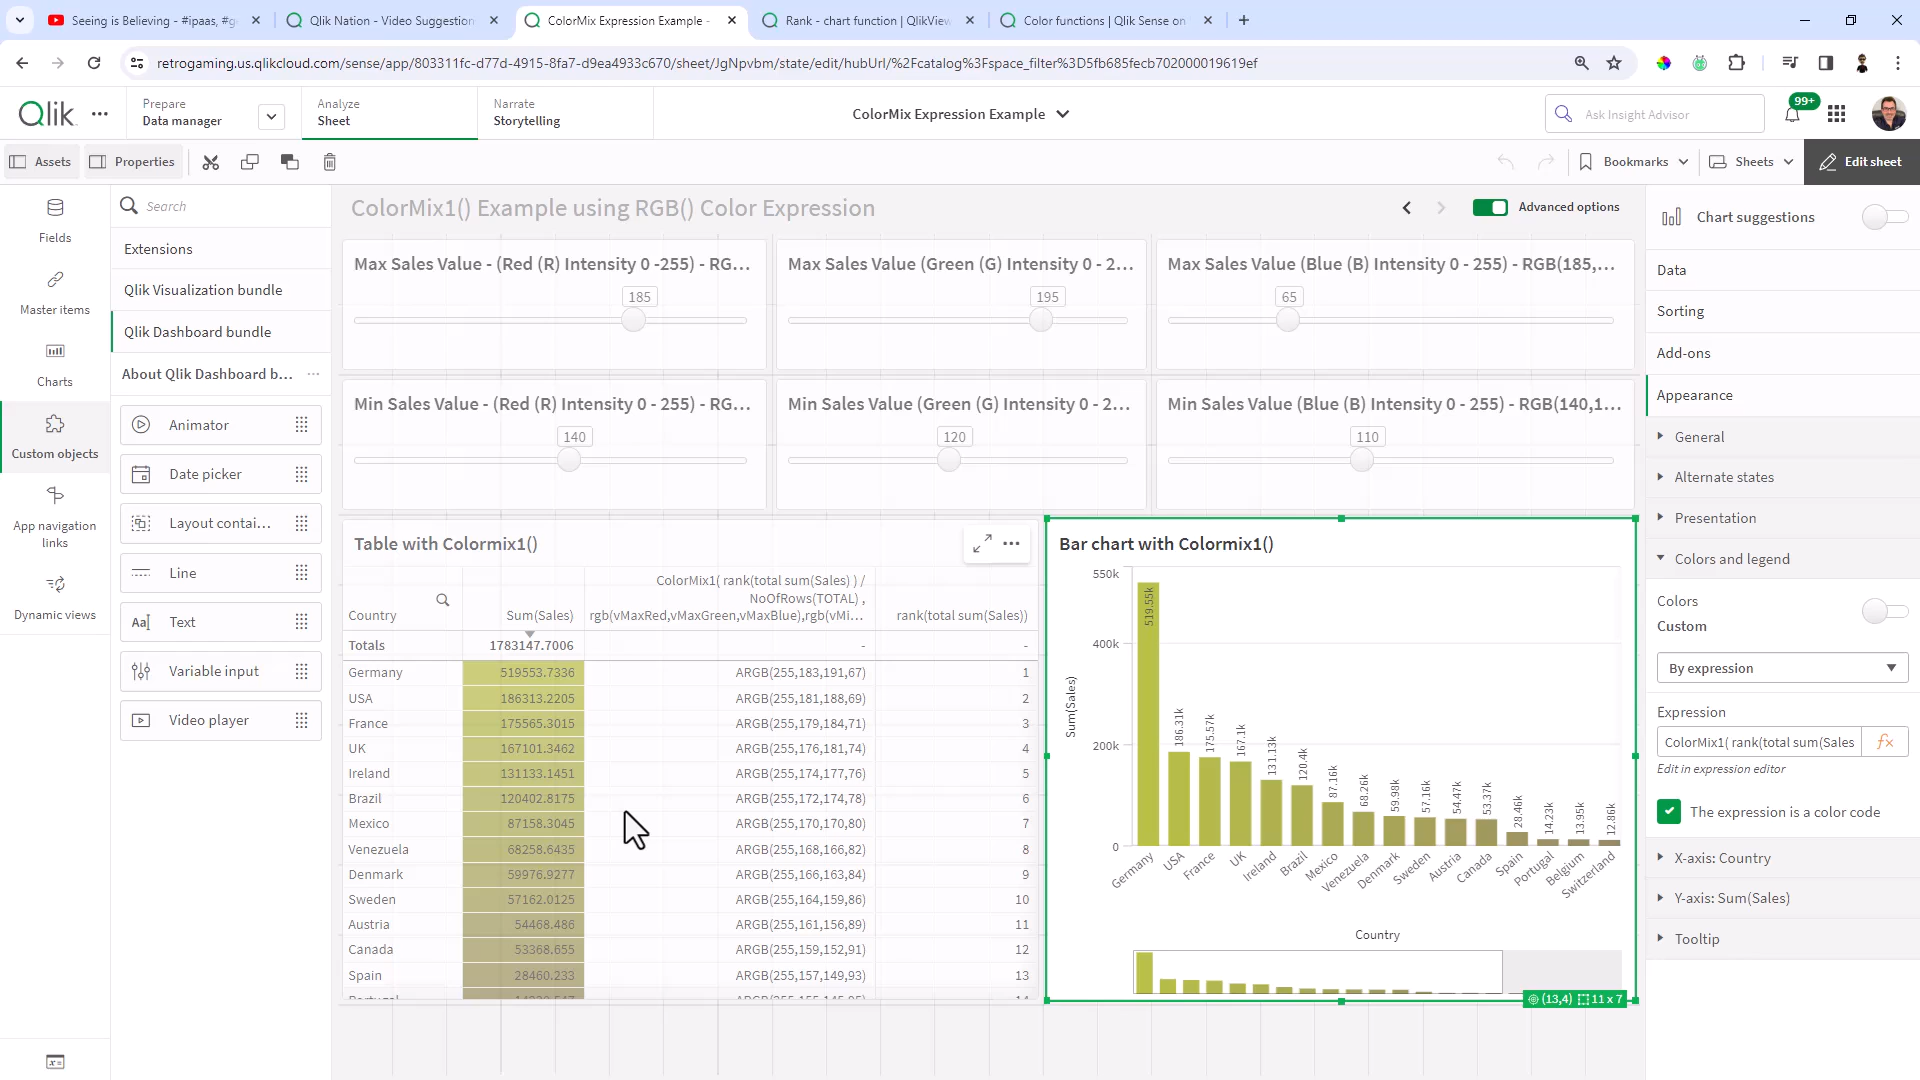 Seeing is Believing - #ipaas, #g
Qlik Nation - Video Suggestion
ColorMix Expression Example -
Rank - chart function | QlikView
Color functions | Qlik Sense on
retrogaming.us.qlikcloud.com/sense/app/803311fc-d77d-4915-8fa7-d9ea4933c670/sheet/JgNpvbm/state/edit/hubUrl/%2Fcatalog%3Fspace_filter%3D5fb685fecb702000019619ef
Qlik
Prepare
Data manager
Analyze
Sheet
Narrate
Storytelling
ColorMix Expression Example
Ask Insight Advisor
99+
Assets
Properties
Bookmarks
Sheets
Edit sheet
Fields
Master items
Charts
Custom objects
App navigation
links
Dynamic views
Search
Extensions
Qlik Visualization bundle
Qlik Dashboard bundle
About Qlik Dashboard b...
Animator
Date picker
Layout contai...
Line
Text
Variable input
Video player
ColorMix1() Example using RGB() Color Expression
Advanced options
Max Sales Value - (Red (R) Intensity 0 -255) - RG...
185
Max Sales Value (Green (G) Intensity 0 - 2...
195
Max Sales Value (Blue (B) Intensity 0 - 255) - RGB(185,...
65
Min Sales Value - (Red (R) Intensity 0 - 255) - RG...
140
Min Sales Value (Green (G) Intensity 0 - 2...
120
Min Sales Value (Blue (B) Intensity 0 - 255) - RGB(140,1...
110
Table with Colormix1()
Country
Sum(Sales)
ColorMix1( rank(total sum(Sales) ) /
NoOfRows(TOTAL) ,
rgb(vMaxRed,vMaxGreen,vMaxBlue),rgb(vMi...
rank(total sum(Sales))
Totals 1783147.7006 - -
Germany 519553.7336 ARGB(255,183,191,67) 1
USA 186313.2205 ARGB(255,181,188,69) 2
France 175565.3015 ARGB(255,179,184,71) 3
UK 167101.3462 ARGB(255,176,181,74) 4
Ireland 131133.1451 ARGB(255,174,177,76) 5
Brazil 120402.8175 ARGB(255,172,174,78) 6
Mexico 87158.3045 ARGB(255,170,170,80) 7
Venezuela 68258.6435 ARGB(255,168,166,82) 8
Denmark 59976.9277 ARGB(255,166,163,84) 9
Sweden 57162.0125 ARGB(255,164,159,86) 10
Austria 54468.486 ARGB(255,161,156,89) 11
Canada 53368.655 ARGB(255,159,152,91) 12
Spain 28460.233 ARGB(255,157,149,93) 13
Bar chart with Colormix1()
550k
400k
200k
0
Sum(Sales)
519.55k
186.31k
175.57k
167.1k
131.13k
120.4k
87.16k
68.26k
59.98k
57.16k
54.47k
53.37k
28.46k
14.23k
13.95k
12.86k
Germany
USA
France
UK
Ireland
Brazil
Mexico
Venezuela
Denmark
Sweden
Austria
Canada
Spain
Portugal
Belgium
Switzerland
Country
(13,4) 11 x 7
Chart suggestions
Data
Sorting
Add-ons
Appearance
General
Alternate states
Presentation
Colors and legend
Colors
Custom
By expression
Expression
ColorMix1( rank(total sum(Sales
fx
Edit in expression editor
The expression is a color code
X-axis: Country
Y-axis: Sum(Sales)
Tooltip